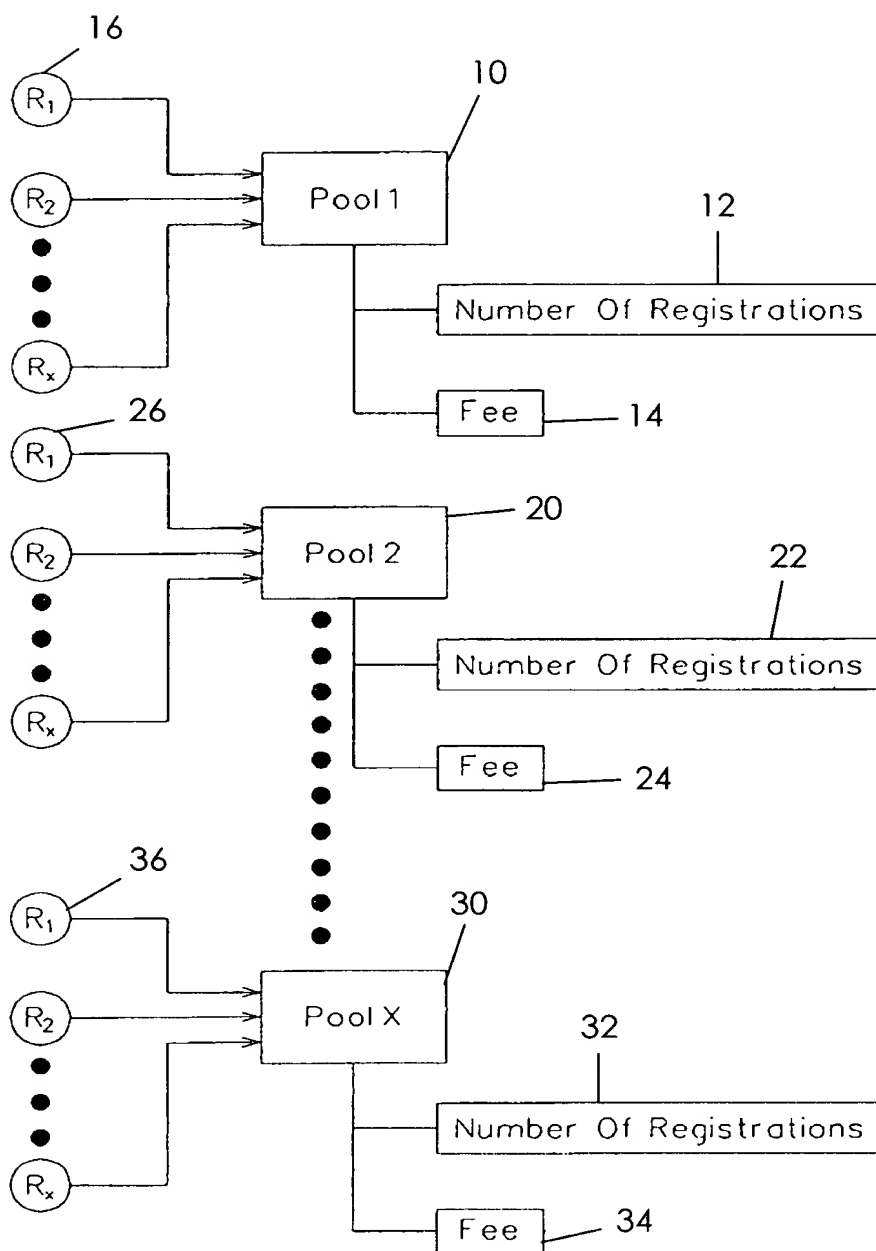 16
R1
10
R2
Pool 1
12
Number Of Registrations
Rx
Fee
14
26
R1
20
R2
Pool 2
22
Number Of Registrations
Rx
Fee
24
36
R1
30
R2
Pool X
32
Number Of Registrations
Rx
Fee
34